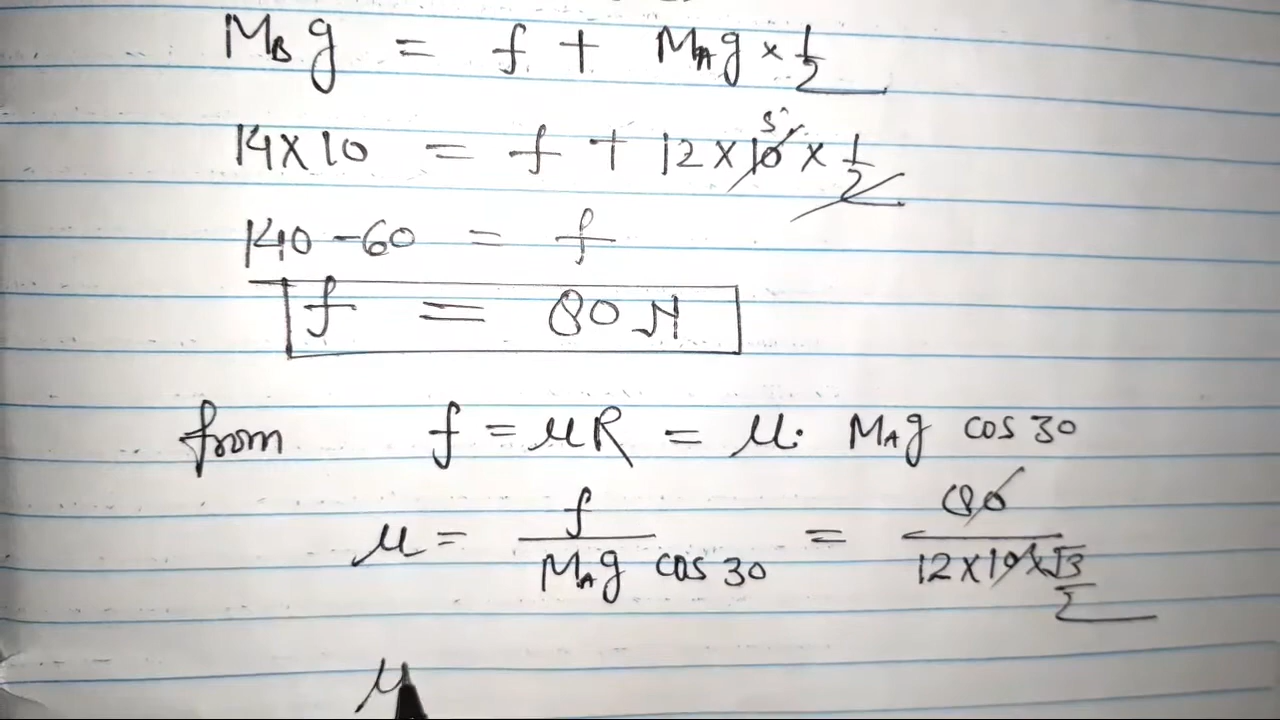 M_B g = f + M_A g × 1/2
14 × 10 = f + 12 × 10 5 × 1/2
140 - 60 = f
f = 80 N
from f = μR = μ. M_A g cos 30
μ = f / M_A g cos 30 = 80 / 12 × 10 × √3/2
μ